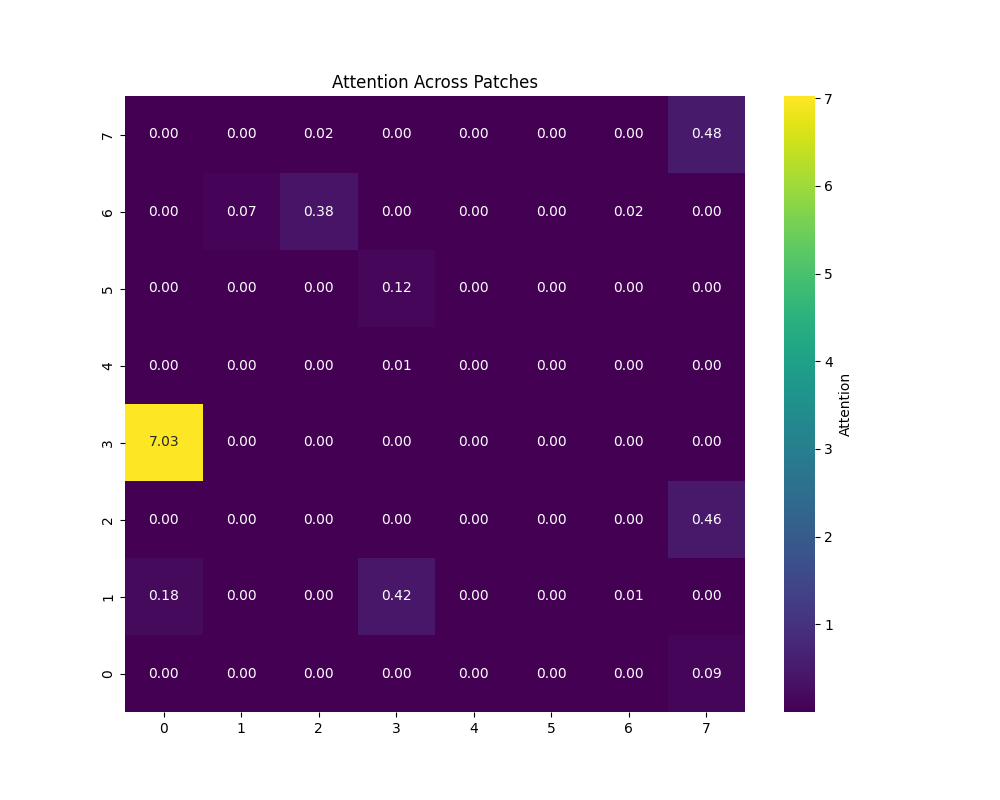 Attention Across Patches
7 0.00 0.00 0.02 0.00 0.00 0.00 0.00 0.48
6 0.00 0.07 0.38 0.00 0.00 0.00 0.02 0.00
5 0.00 0.00 0.00 0.12 0.00 0.00 0.00 0.00
4 0.00 0.00 0.00 0.01 0.00 0.00 0.00 0.00
3 7.03 0.00 0.00 0.00 0.00 0.00 0.00 0.00
2 0.00 0.00 0.00 0.00 0.00 0.00 0.00 0.46
1 0.18 0.00 0.00 0.42 0.00 0.00 0.01 0.00
0 0.00 0.00 0.00 0.00 0.00 0.00 0.00 0.09
0 1 2 3 4 5 6 7
7
6
5
4
3
2
1
Attention